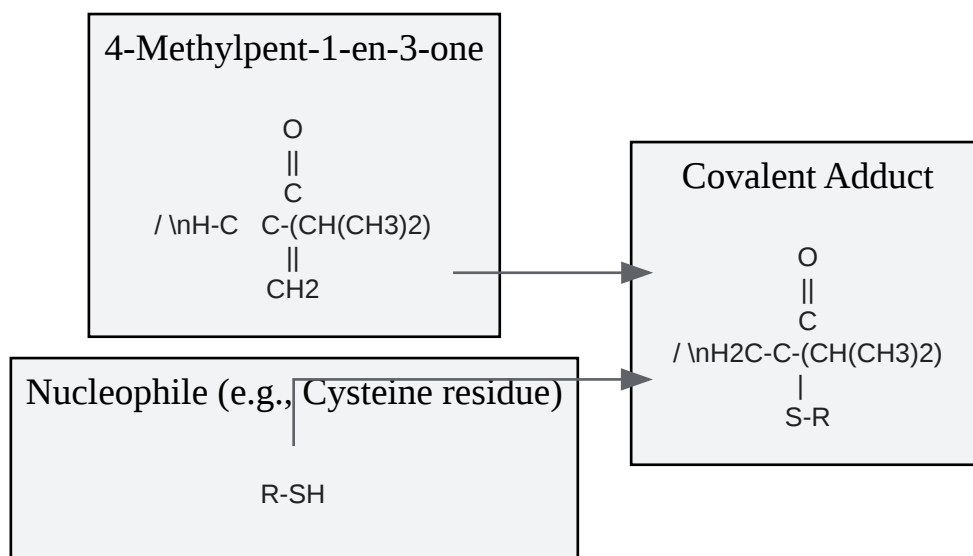 4-Methylpent-1-en-3-one
O
||
C
/ \nH-C C-(CH(CH3)2)
||
CH2
Nucleophile (e.g., Cysteine residue)
R-SH
Covalent Adduct
O
||
C
/ \nH2C-C-(CH(CH3)2)
|
S-R